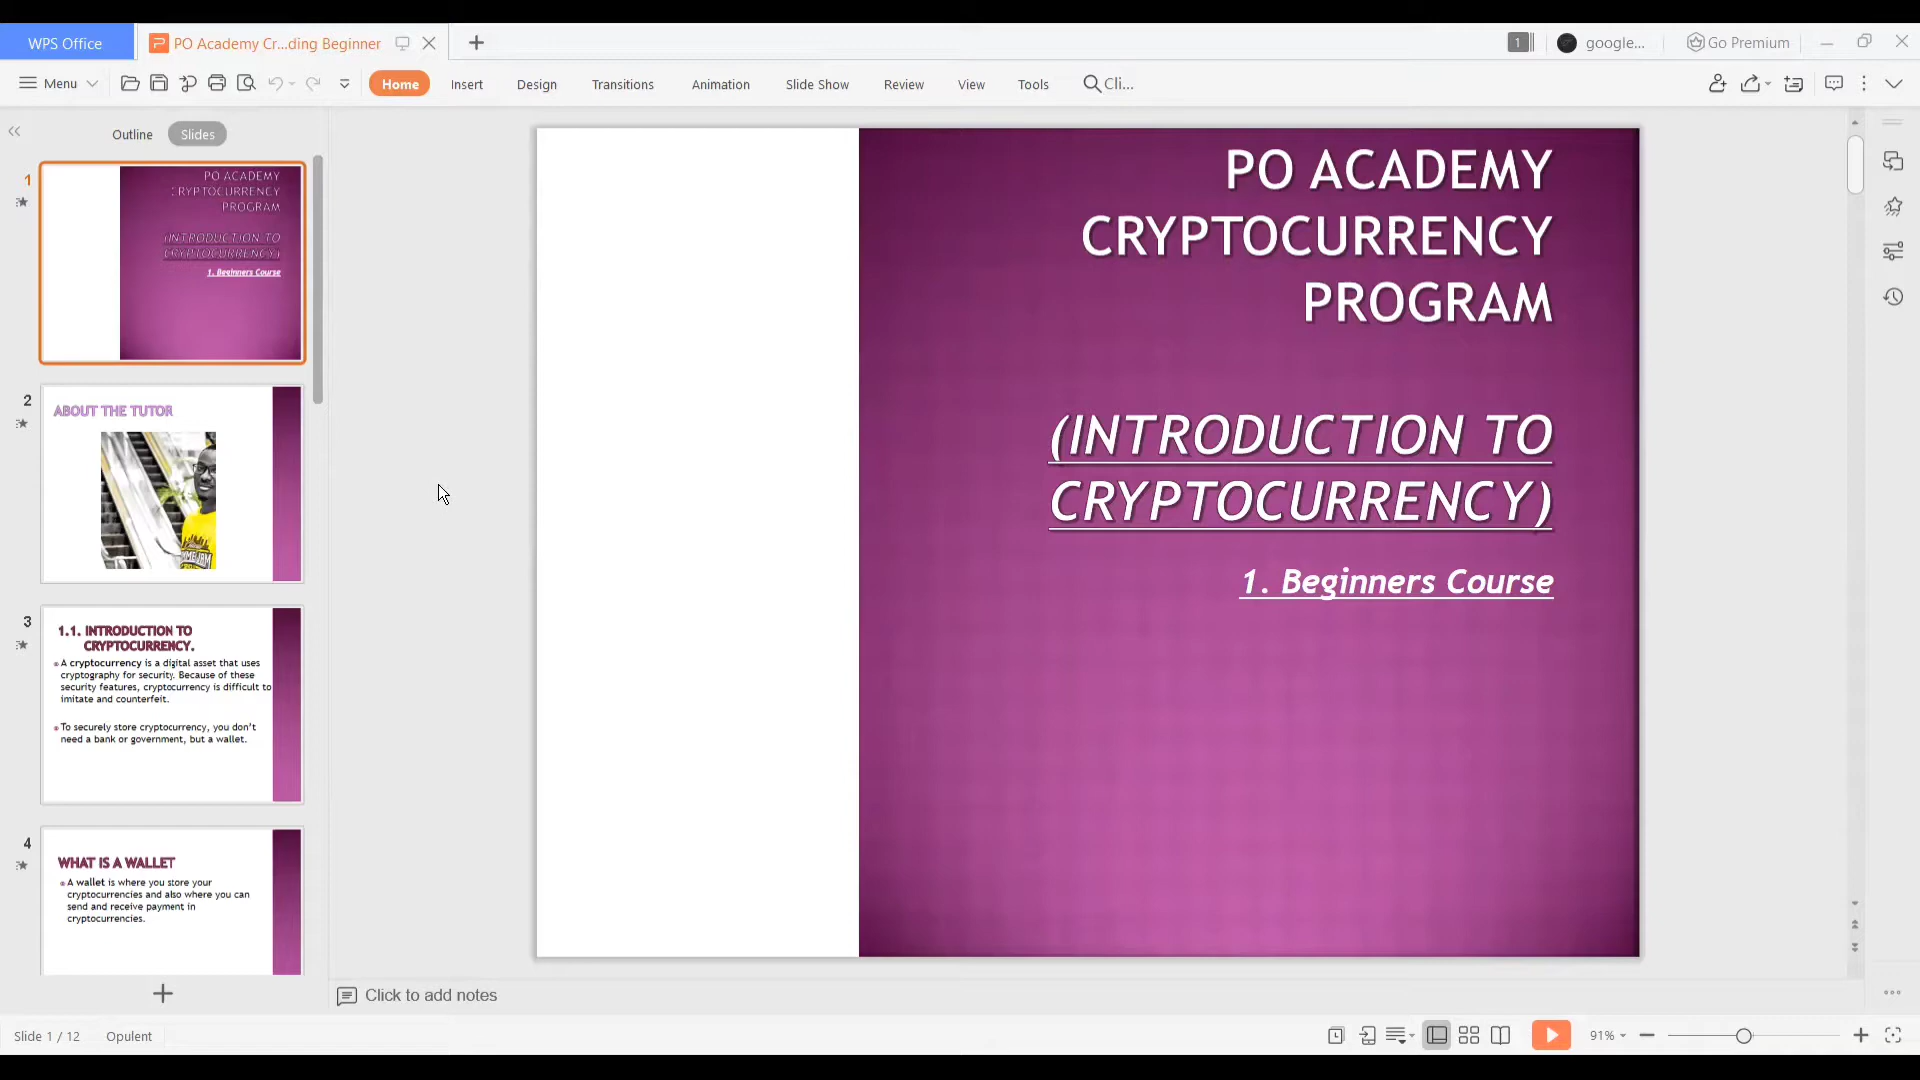 WPS Office
PO Academy Cr...ding Beginner
1
google...
Go Premium
Menu
Home
Insert
Design
Transitions
Animation
Slide Show
Review
View
Tools
Cli...
Outline
Slides
1
PO ACADEMY
CRYPTOCURRENCY
PROGRAM
(INTRODUCTION TO
CRYPTOCURRENCY)
1. Beginners Course
2
ABOUT THE TUTOR
3
1.1. INTRODUCTION TO
CRYPTOCURRENCY.
A cryptocurrency is a digital asset that uses
cryptography for security. Because of these
security features, cryptocurrency is difficult to
imitate and counterfeit.
To securely store cryptocurrency, you don't
need a bank or government, but a wallet.
4
WHAT IS A WALLET
A wallet is where you store your
cryptocurrencies and also where you can
send and receive payment in
cryptocurrencies.
PO ACADEMY
CRYPTOCURRENCY
PROGRAM
(INTRODUCTION TO
CRYPTOCURRENCY)
1. Beginners Course
Click to add notes
Slide 1 / 12
Opulent
91%